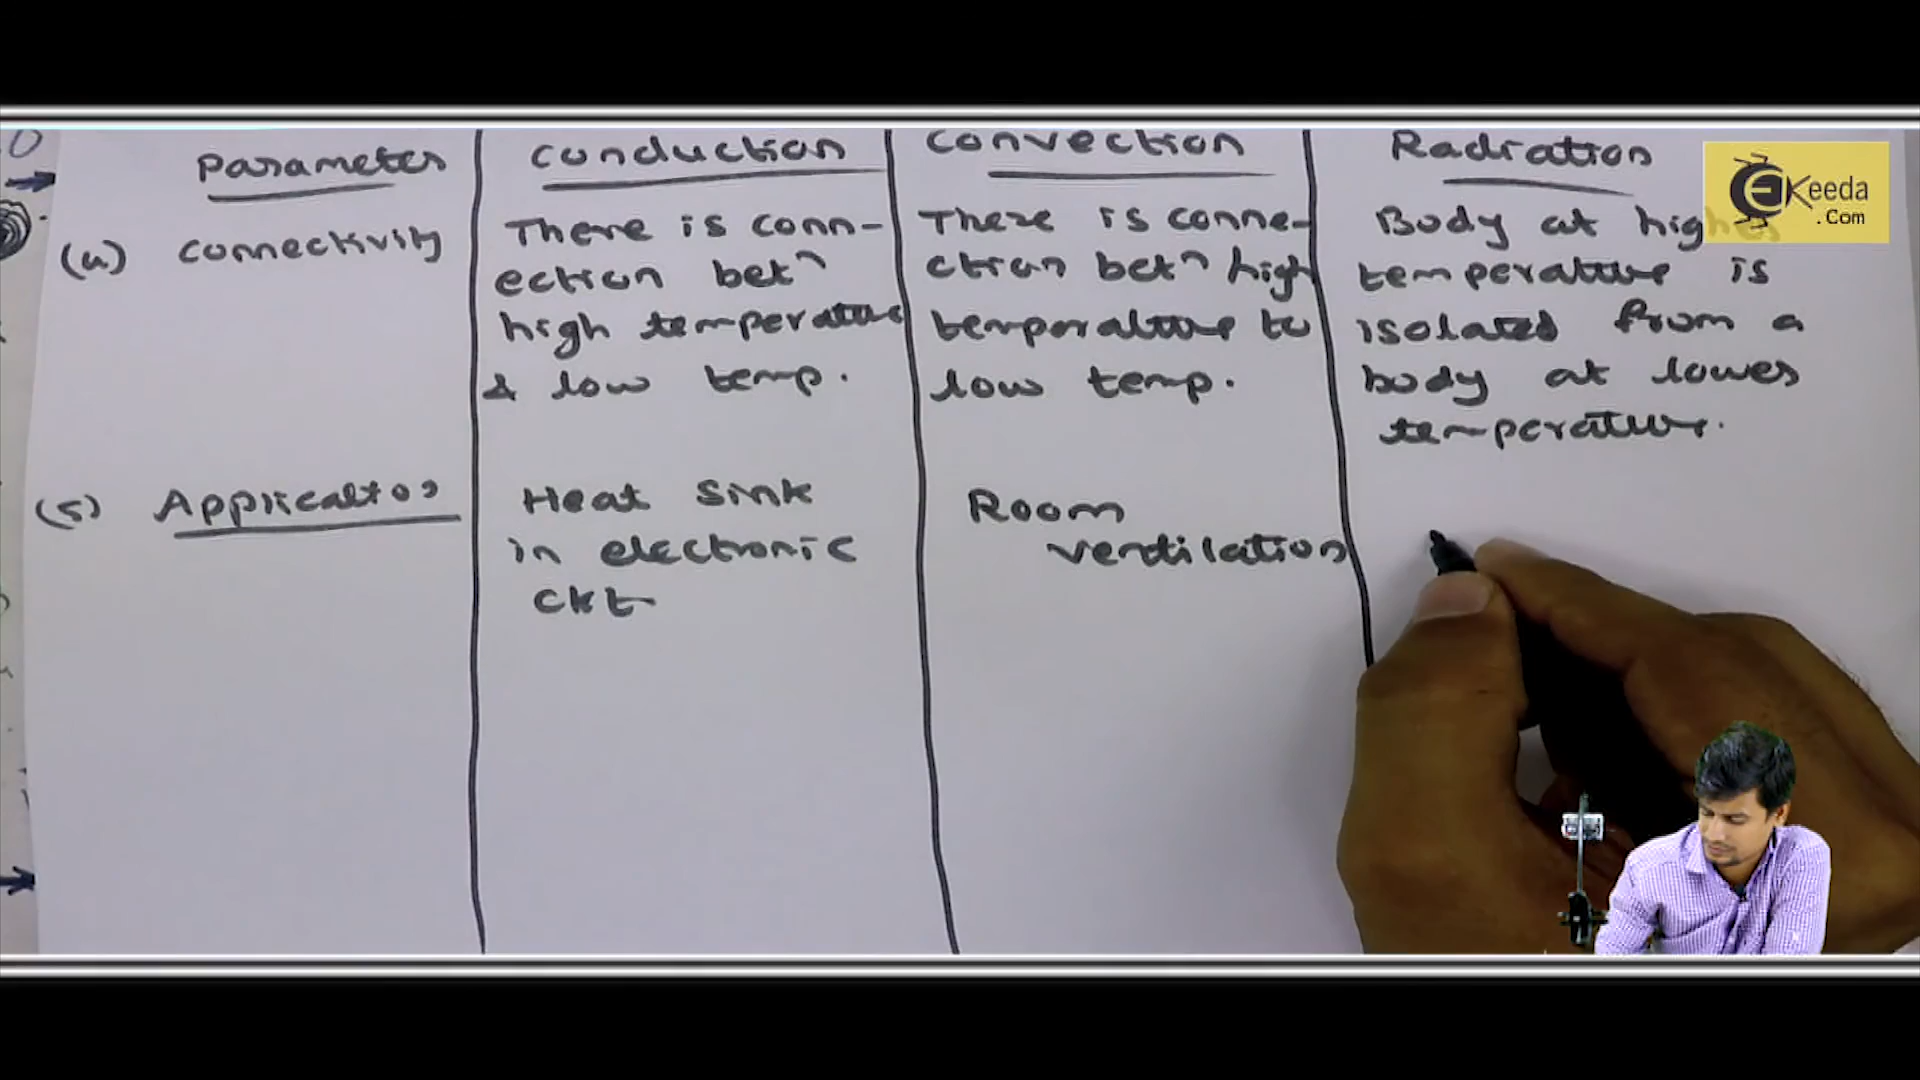 Parameter
Conduction
Convection
Radiation
(4) Connectivity
There is conn-
ection betn
high temperature
& low temp.
There is conne-
ction betn high
temperature to
low temp.
Body at higher
temperature is
isolated from a
body at lower
temperature.
(5) Application
Heat sink
in electronic
ckt
Room
ventilation
EKeeda
.Com